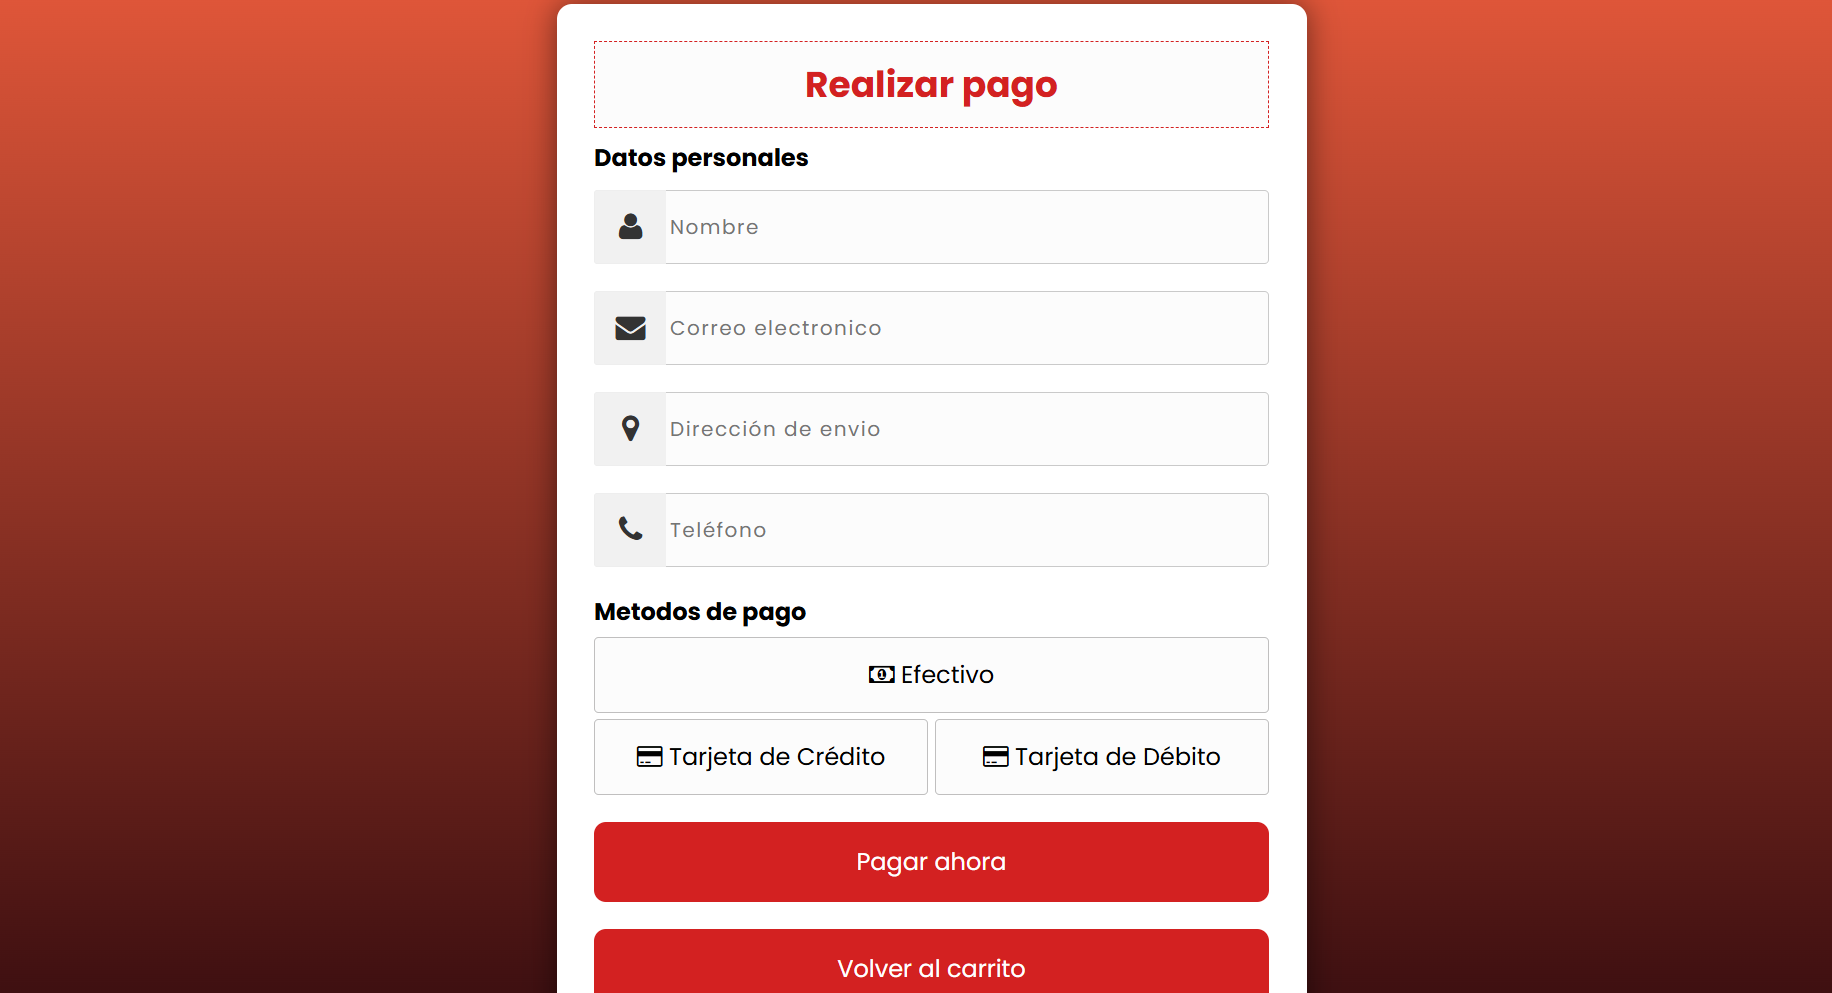 Realizar pago
Datos personales
Nombre
Correo electronico
Dirección de envio
Teléfono
Metodos de pago
Efectivo
Tarjeta de Crédito
Tarjeta de Débito
Pagar ahora
Volver al carrito